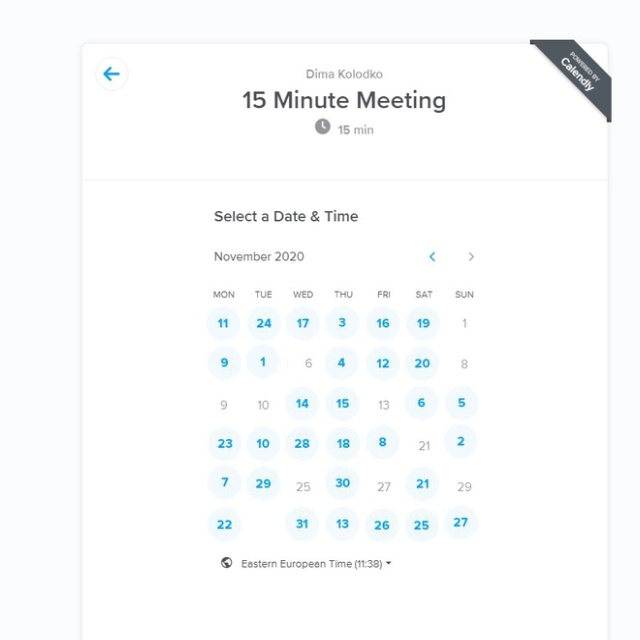 POWERED BY
Calendly
Dima Kolodko
15 Minute Meeting
15 min
Select a Date & Time
November 2020
MON TUE WED THU FRI SAT SUN
11 24 17 3 16 19 1
9 1 6 4 12 20 8
9 10 14 15 13 6 5
23 10 28 18 8 21 2
7 29 25 30 27 21 29
22 31 13 26 25 27
Eastern European Time (11:38)